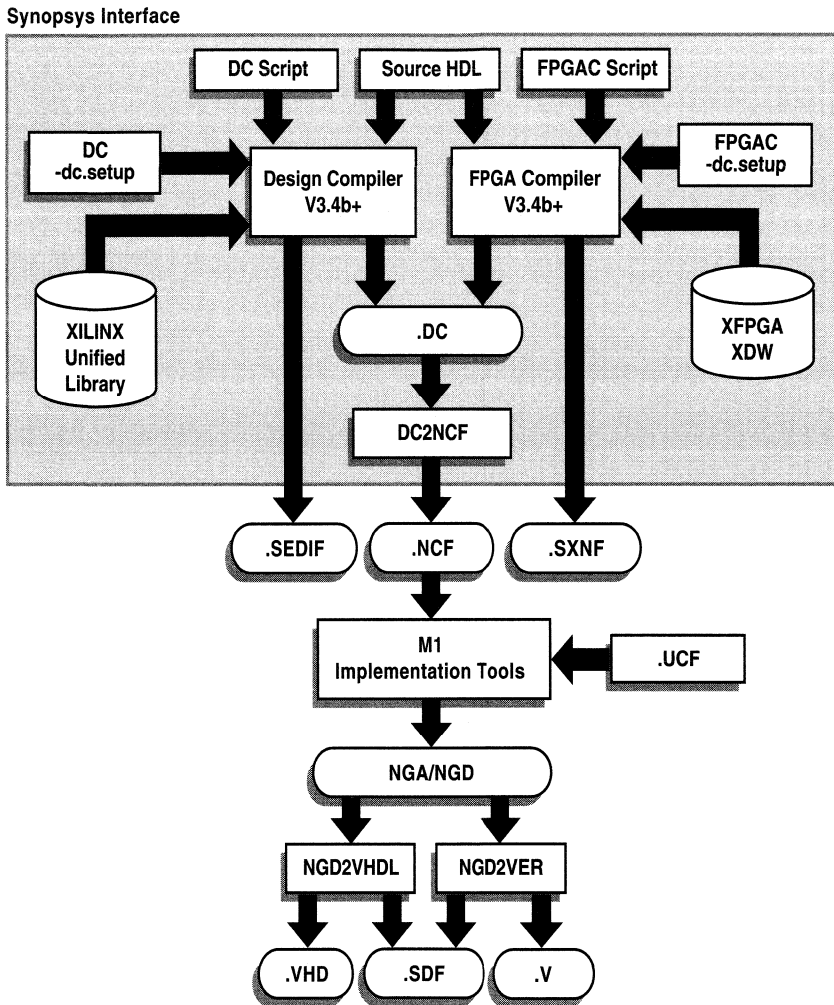 Synopsys Interface
DC Script
Source HDL
FPGAC Script
DC
-dc.setup
Design Compiler
V3.4b+
FPGA Compiler
V3.4b+
FPGAC
-dc.setup
XILINX
Unified
Library
.DC
XFPGA
XDW
DC2NCF
.SEDIF
.NCF
.SXNF
M1
Implementation Tools
.UCF
NGA/NGD
NGD2VHDL
NGD2VER
.VHD
.SDF
.V